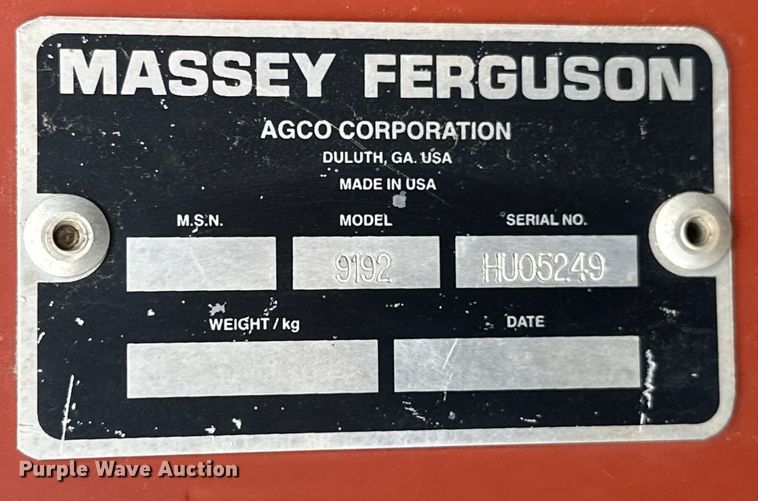 MASSEY FERGUSON
AGCO CORPORATION
DULUTH, GA. USA
MADE IN USA
M.S.N. MODEL SERIAL NO.
9192 HU05249
WEIGHT / kg DATE
Purple Wave Auction